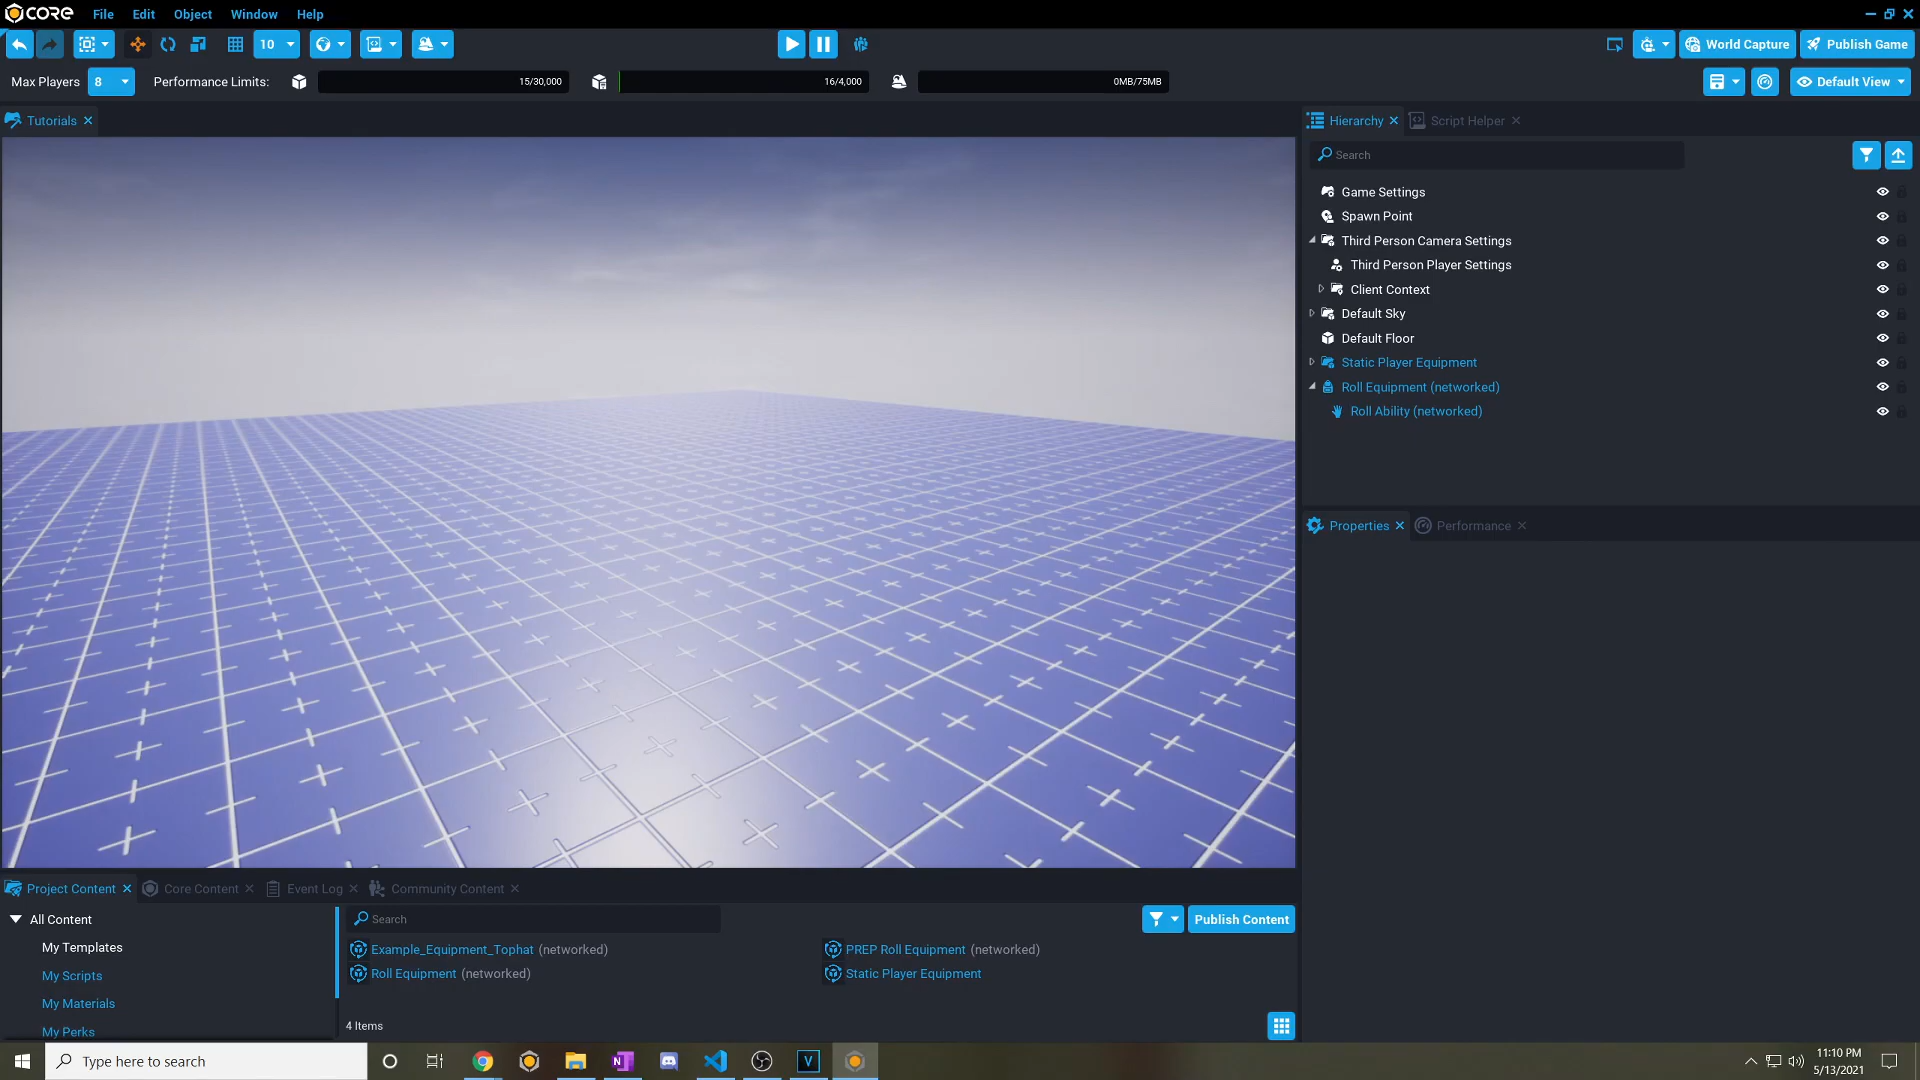 CORE File Edit Object Window Help
10 World Capture Publish Game
Max Players 8 Performance Limits: 15/30,000 16/4,000 0MB/75MB Default View
Tutorials
Hierarchy Script Helper
Search
Game Settings
Spawn Point
Third Person Camera Settings
Third Person Player Settings
Client Context
Default Sky
Default Floor
Static Player Equipment
Roll Equipment (networked)
Roll Ability (networked)
Properties Performance
Project Content Core Content Event Log Community Content
All Content
My Templates
My Scripts
My Materials
My Perks
Search
Publish Content
Example_Equipment_Tophat (networked) PREP Roll Equipment (networked)
Roll Equipment (networked) Static Player Equipment
4 Items
Type here to search
N
V
11:10 PM
5/13/2021